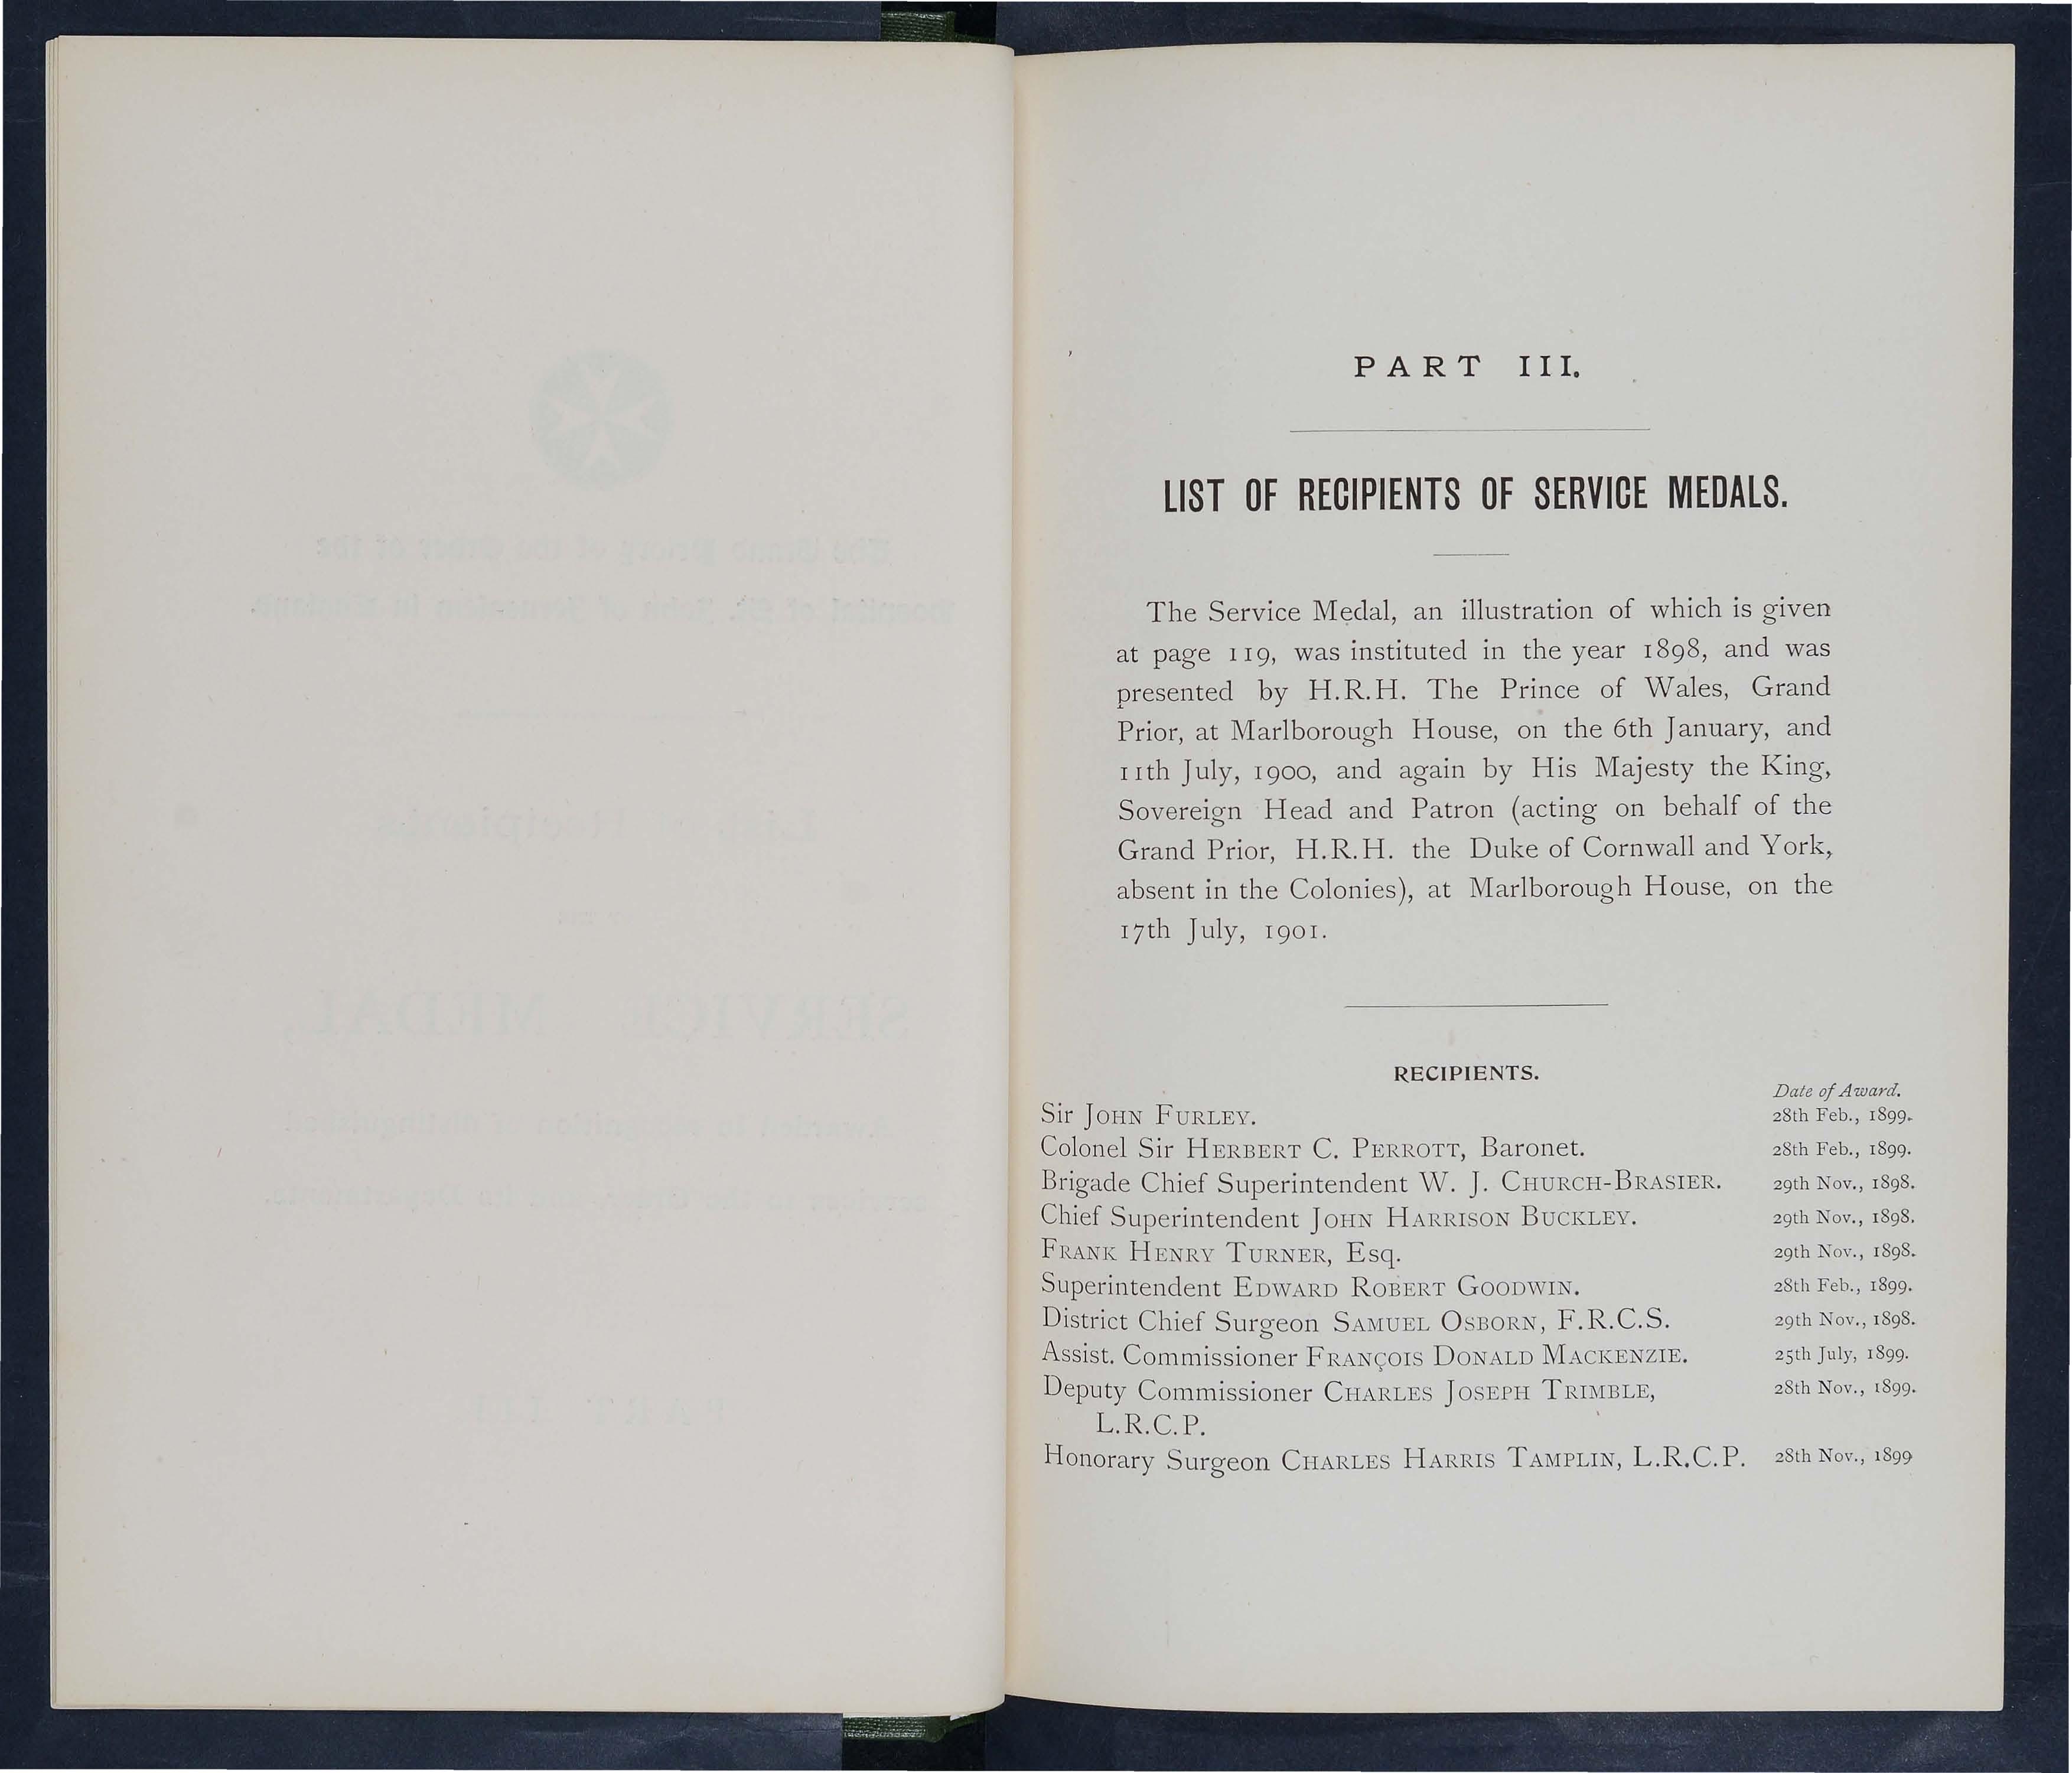 PART III.
LIST OF RECIPIENTS OF SERVICE MEDALS.
The Service Medal, an illustration of which is given
at page 119, was instituted in the year 1898, and was
presented by H.R.H. The Prince of Wales, Grand
Prior, at Marlborough House, on the 6th January, and
11th July, 1900, and again by His Majesty the King,
Sovereign Head and Patron (acting on behalf of the
Grand Prior, H.R.H. the Duke of Cornwall and York,
absent in the Colonies), at Marlborough House, on the
17th July, 1901.
RECIPIENTS.
Date of Award.
Sir JOHN FURLEY. 28th Feb., 1899.
Colonel Sir HERBERT C. PERROTT, Baronet. 28th Feb., 1899.
Brigade Chief Superintendent W. J. CHURCH-BRASIER. 29th Nov., 1898.
Chief Superintendent JOHN HARRISON BUCKLEY. 29th Nov., 1898.
FRANK HENRY TURNER, Esq. 29th Nov., 1898.
Superintendent EDWARD ROBERT GOODWIN. 28th Feb., 1899.
District Chief Surgeon SAMUEL OSBORN, F.R.C.S. 29th Nov., 1898.
Assist. Commissioner FRANÇOIS DONALD MACKENZIE. 25th July, 1899.
Deputy Commissioner CHARLES JOSEPH TRIMBLE, 28th Nov., 1899.
L.R.C.P.
Honorary Surgeon CHARLES HARRIS TAMPLIN, L.R.C.P. 28th Nov., 1899